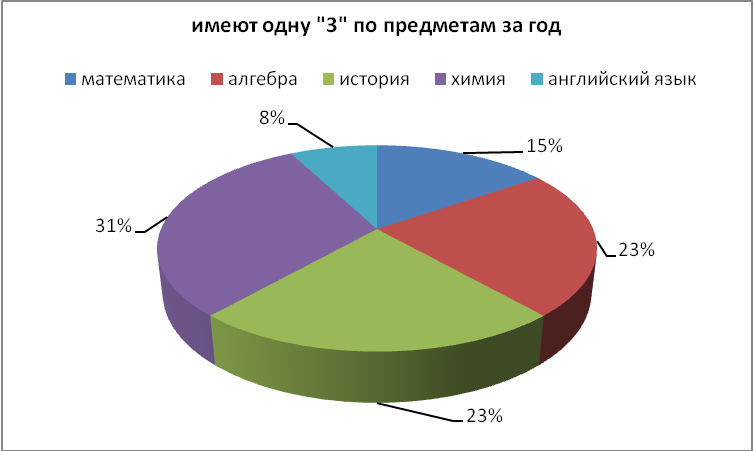 имеют одну "3" по предметам за год
математика алгебра история химия английский язык
8%
15%
31%
23%
23%